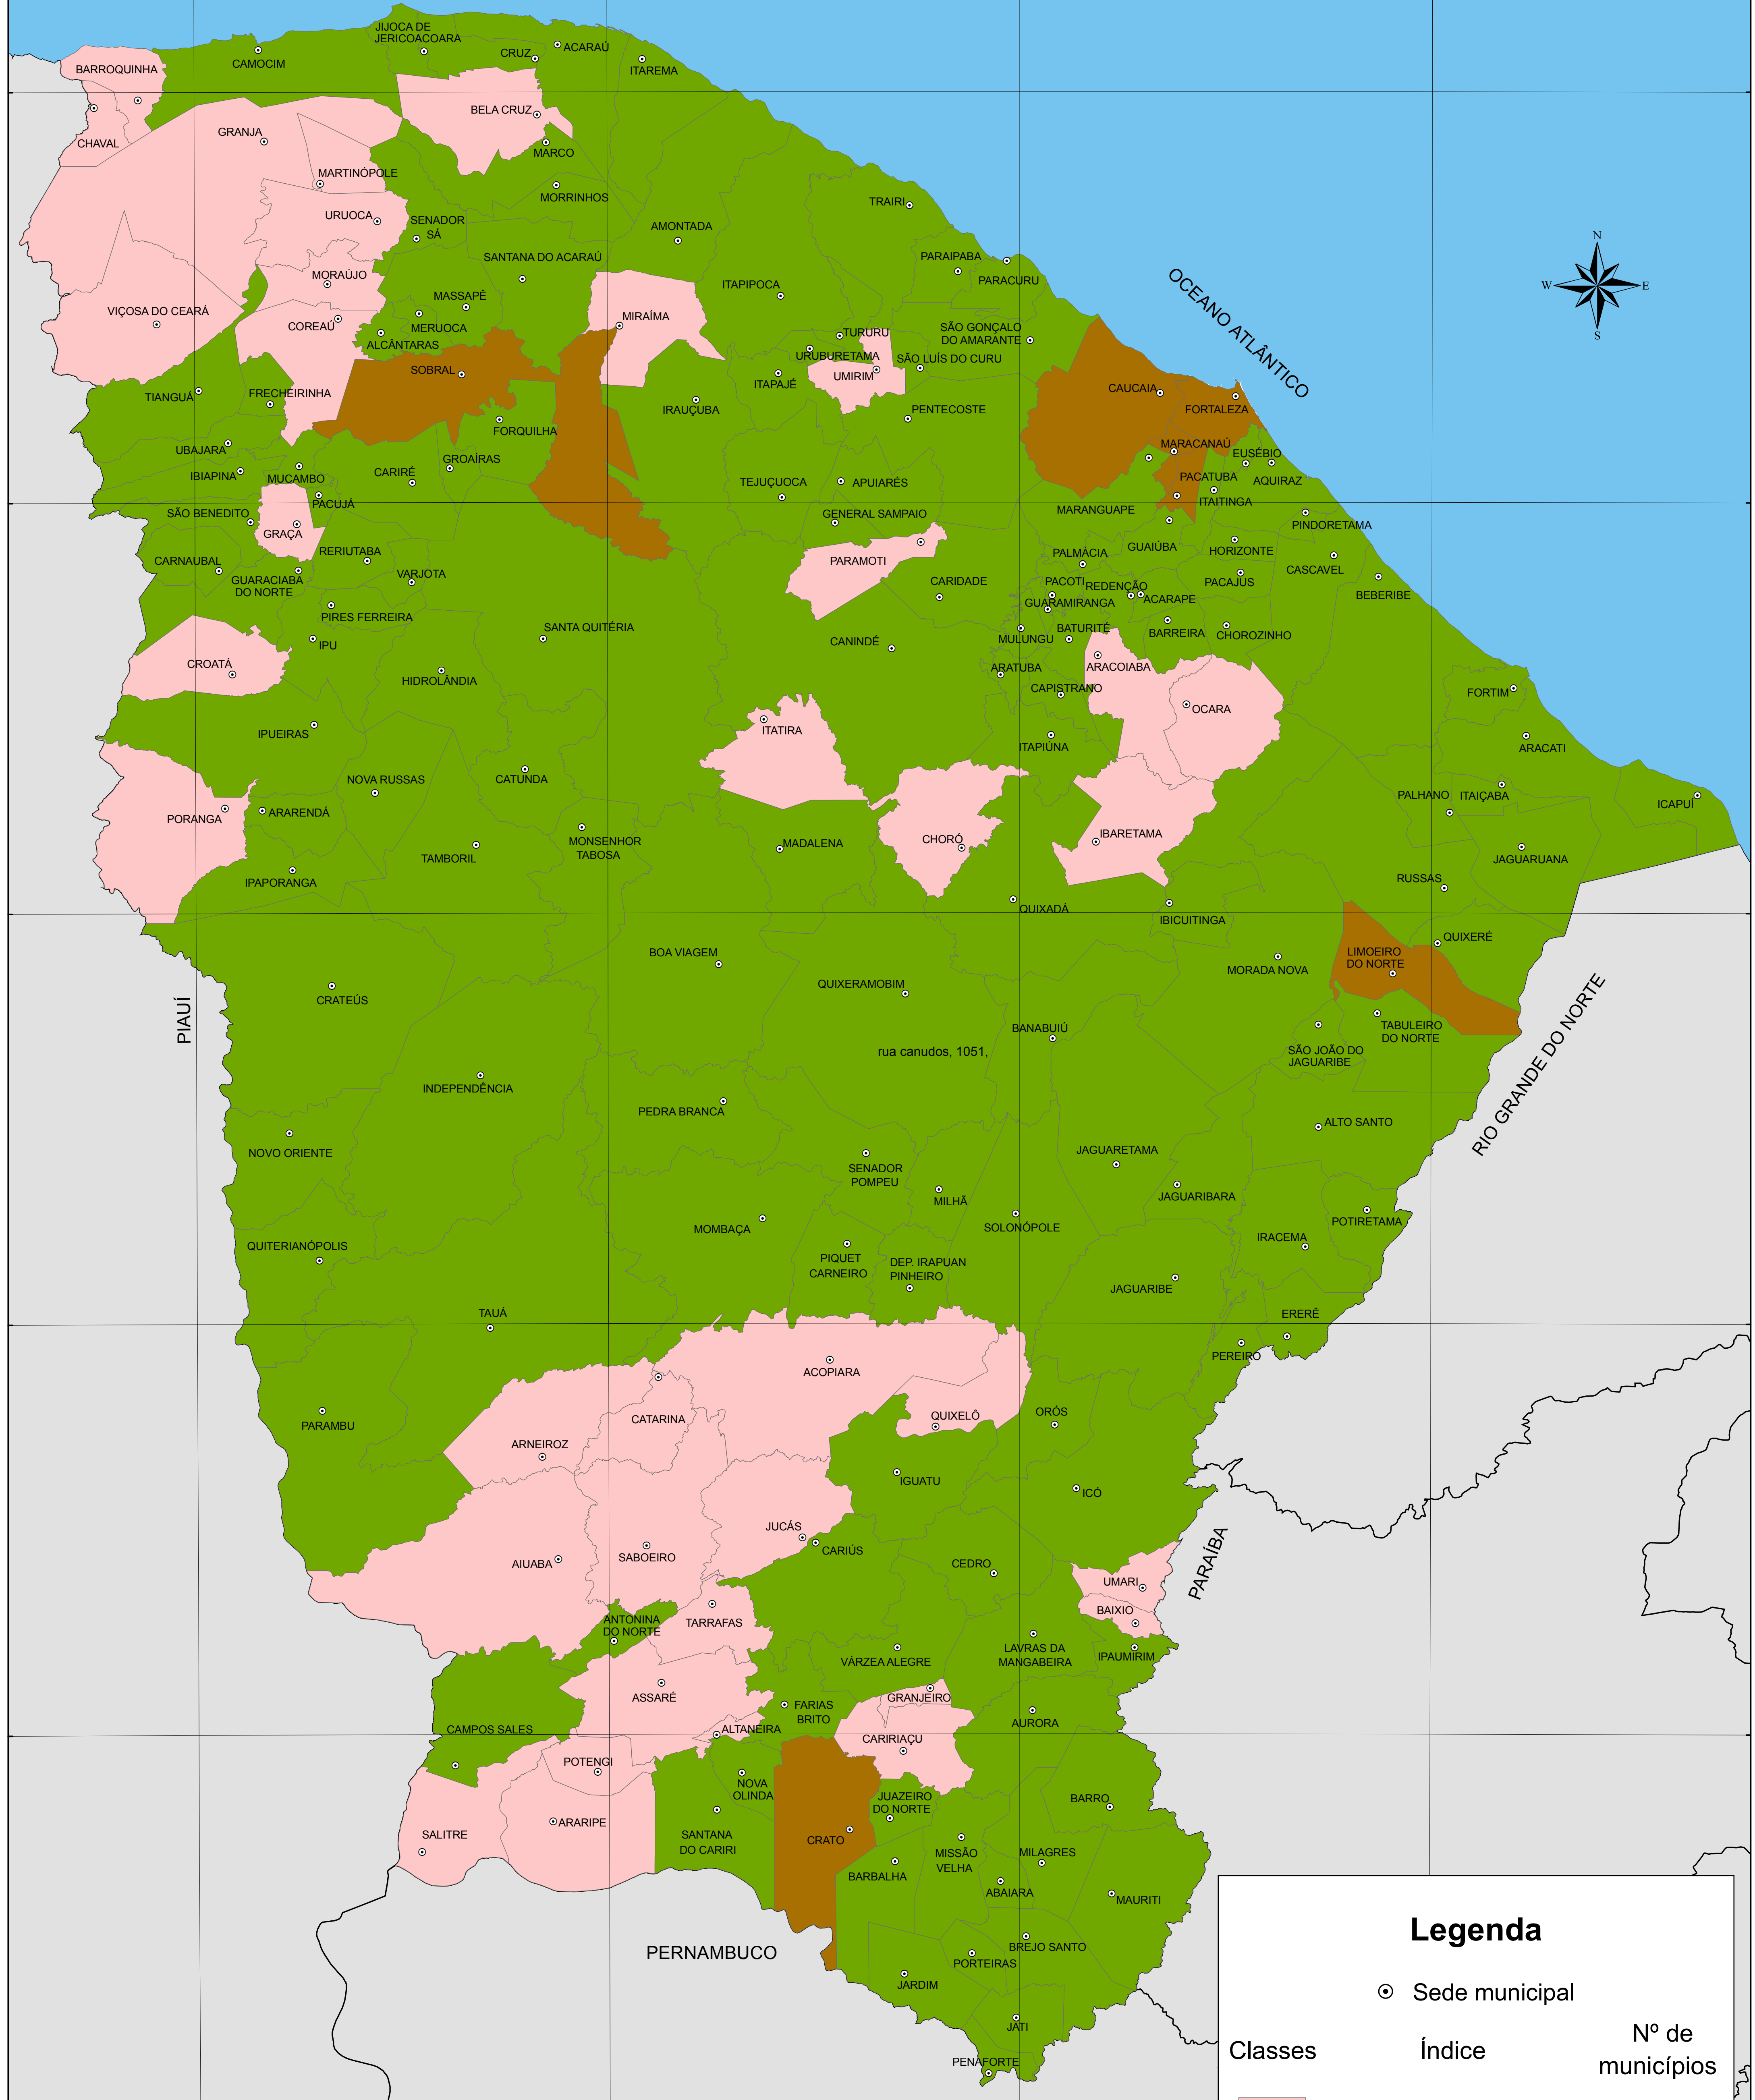 JIJOCA DE
JERICOACOARA
ACARAÚ
CRUZ
CAMOCIM
BARROQUINHA
ITAREMA
BELA CRUZ
GRANJA
CHAVAL
MARCO
MARTINÓPOLE
MORRINHOS
TRAIRI
URUOCA
SENADOR
SÁ
AMONTADA
N
W
E
S
SANTANA DO ACARAÚ
PARAIPABA
PARACURU
MORAÚJO
ITAPIPOCA
OCEANO ATLÂNTICO
MASSAPÊ
VIÇOSA DO CEARÁ
MIRAÍMA
COREAÚ
MERUOCA
SÃO GONÇALO
DO AMARANTE
TURURU
ALCÂNTARAS
URUBURETAMA
SÃO LUÍS DO CURU
SOBRAL
UMIRIM
ITAPAJÉ
CAUCAIA
FRECHEIRINHA
TIANGUÁ
IRAUÇUBA
PENTECOSTE
FORTALEZA
FORQUILHA
MARACANAÚ
UBAJARA
EUSÉBIO
GROAÍRAS
IBIAPINA
MUCAMBO
CARIRÉ
PACATUBA
AQUIRAZ
TEJUÇUOCA
APUIARÉS
PACUJÁ
ITAITINGA
SÃO BENEDITO
GENERAL SAMPAIO
MARANGUAPE
PINDORETAMA
GRAÇA
RERIUTABA
GUAIÚBA
HORIZONTE
PALMÁCIA
CARNAUBAL
PARAMOTI
CASCAVEL
VARJOTA
GUARACIABA
DO NORTE
CARIDADE
PACOTI
REDENÇÃO
PACAJUS
BEBERIBE
ACARAPE
GUARAMIRANGA
PIRES FERREIRA
SANTA QUITÉRIA
BATURITÉ
BARREIRA
CHOROZINHO
MULUNGU
CANINDÉ
IPU
CROATÁ
ARATUBA
ARACOIABA
HIDROLÂNDIA
CAPISTRANO
FORTIM
OCARA
ITATIRA
IPUEIRAS
ITAPIÚNA
ARACATI
NOVA RUSSAS
CATUNDA
PALHANO
ITAIÇABA
ICAPUÍ
PORANGA
ARARENDÁ
IBARETAMA
CHORÓ
MONSENHOR
TABOSA
MADALENA
TAMBORIL
JAGUARUANA
IPAPORANGA
RUSSAS
QUIXADÁ
IBICUITINGA
QUIXERÉ
BOA VIAGEM
LIMOEIRO
DO NORTE
MORADA NOVA
QUIXERAMOBIM
CRATEÚS
PIAUÍ
BANABUIÚ
TABULEIRO
DO NORTE
rua canudos, 1051,
SÃO JOÃO DO
JAGUARIBE
RIO GRANDE DO NORTE
INDEPENDÊNCIA
PEDRA BRANCA
ALTO SANTO
NOVO ORIENTE
JAGUARETAMA
SENADOR
POMPEU
JAGUARIBARA
MILHÃ
MOMBAÇA
SOLONÓPOLE
POTIRETAMA
IRACEMA
QUITERIANÓPOLIS
PIQUET
CARNEIRO
DEP. IRAPUAN
PINHEIRO
JAGUARIBE
TAUÁ
ERERÊ
PEREIRO
ACOPIARA
CATARINA
QUIXELÔ
ORÓS
PARAMBU
ARNEIROZ
IGUATU
ICÓ
JUCÁS
CARIÚS
SABOEIRO
AIUABA
CEDRO
PARAÍBA
UMARI
BAIXIO
ANTONINA
DO NORTE
TARRAFAS
LAVRAS DA
MANGABEIRA
IPAUMIRIM
VÁRZEA ALEGRE
ASSARÉ
GRANJEIRO
FARIAS
BRITO
AURORA
CAMPOS SALES
ALTANEIRA
CARIRIAÇU
POTENGI
NOVA
OLINDA
JUAZEIRO
DO NORTE
BARRO
ARARIPE
SALITRE
SANTANA
DO CARIRI
CRATO
MISSÃO
VELHA
MILAGRES
BARBALHA
ABAIARA
MAURITI
BREJO SANTO
PERNAMBUCO
PORTEIRAS
JARDIM
JATI
PENAFORTE
Legenda
Sede municipal
Classes
Índice
Nº de
municípios